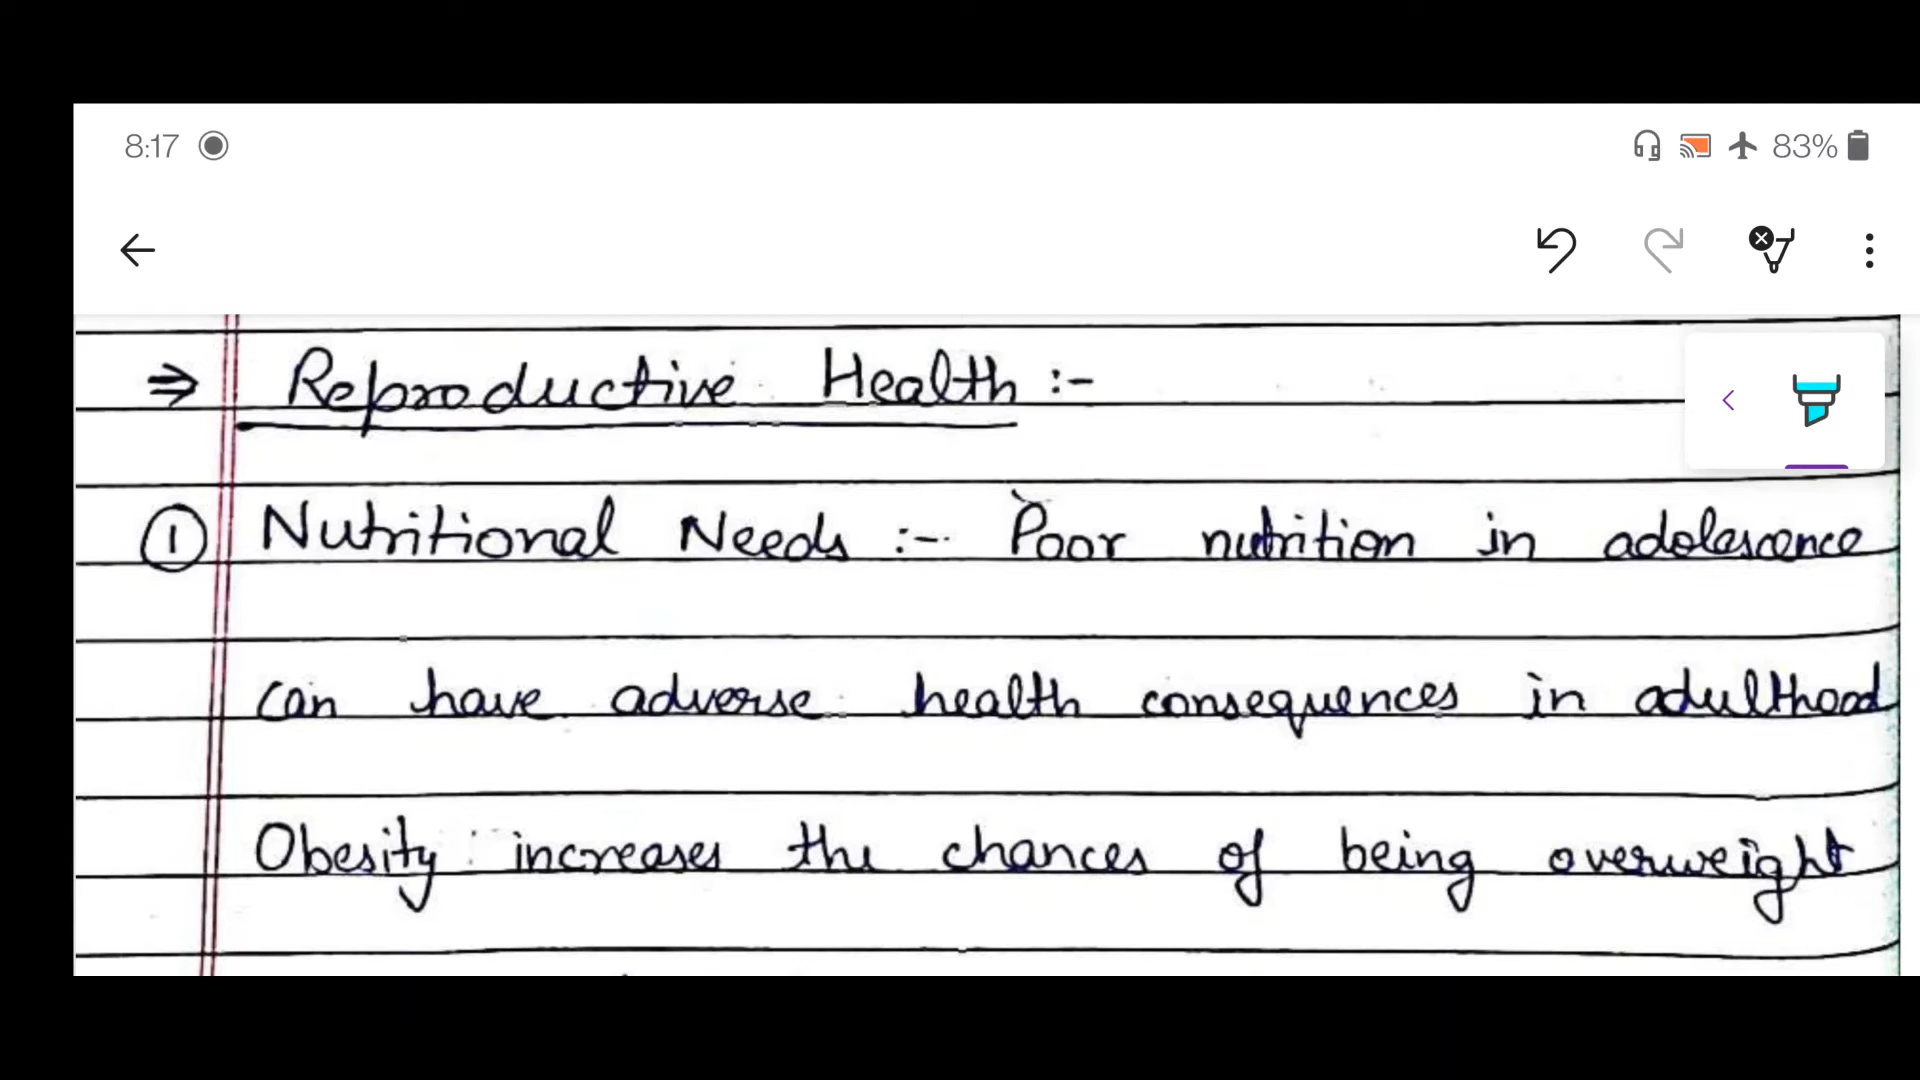 8:17 83%
⇒ Reproductive Health :-
① Nutritional Needs :- Poor nutrition in adolescence
can have adverse health consequences in adulthood
Obesity increases the chances of being overweight